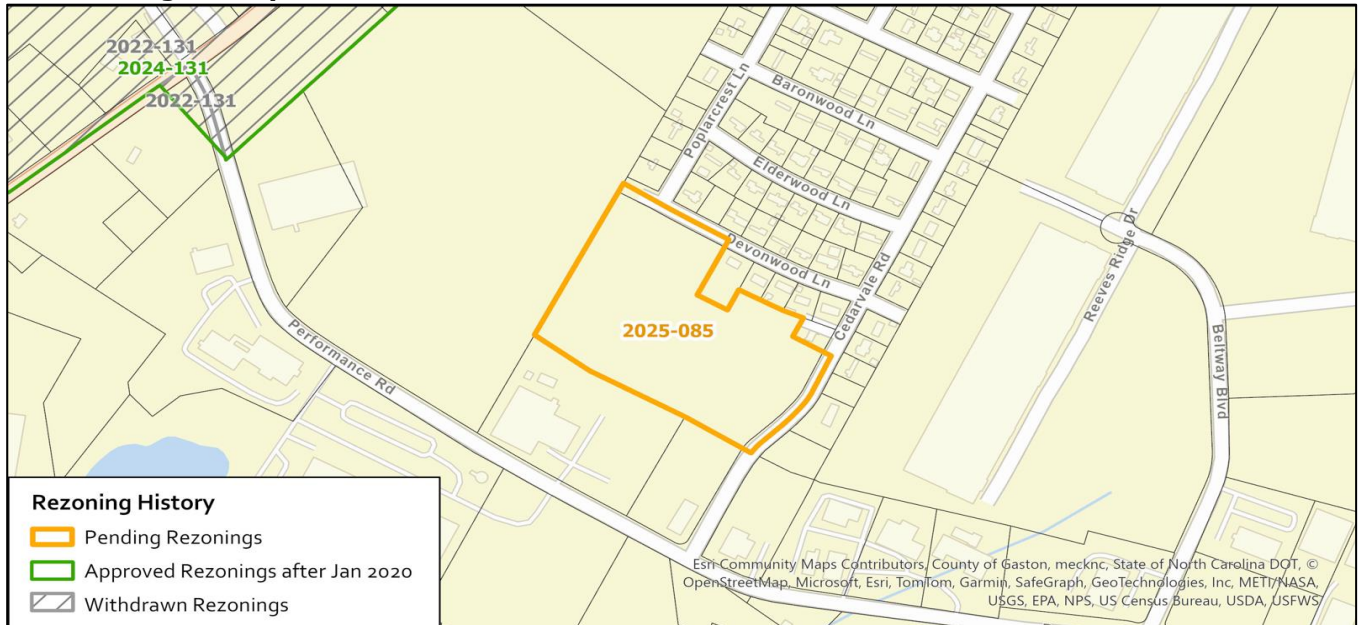 2022-131
2024-131
2022-131
Poplarcrest Ln
Baronwood Ln
Elderwood Ln
Devonwood Ln
Cedarvale Rd
Reeves Ridge Dr
Beltway Blvd
Performance Rd
2025-085
Rezoning History
Pending Rezonings
Approved Rezonings after Jan 2020
Withdrawn Rezonings
Esri Community Maps Contributors, County of Gaston, mecknc, State of North Carolina DOT, ©
OpenStreetMap, Microsoft, Esri, TomTom, Garmin, SafeGraph, GeoTechnologies, Inc, METI/NASA,
USGS, EPA, NPS, US Census Bureau, USDA, USFWS